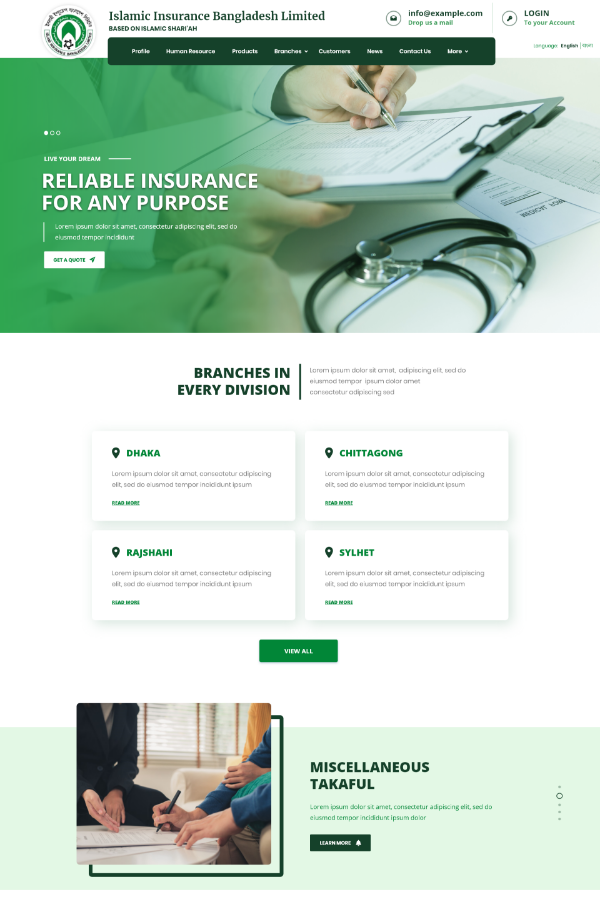 Islamic Insurance Bangladesh Limited
BASED ON ISLAMIC SHARI'AH
info@example.com
Drop us a mail
LOGIN
To your Account
Profile Human Resource Products Branches Customers News Contact Us More
Language: English | বাংলা
LIVE YOUR DREAM
RELIABLE INSURANCE
FOR ANY PURPOSE
Lorem ipsum dolor sit amet, consectetur adipiscing elit, sed do
eiusmod tempor incididunt
GET A QUOTE
BRANCHES IN
EVERY DIVISION
Lorem ipsum dolor sit amet, adipiscing elit, sed do
eiusmod tempor ipsum dolor amet
consectetur adipiscing sed
DHAKA
Lorem ipsum dolor sit amet, consectetur adipiscing
elit, sed do eiusmod tempor incididunt ipsum
READ MORE
CHITTAGONG
Lorem ipsum dolor sit amet, consectetur adipiscing
elit, sed do eiusmod tempor incididunt ipsum
READ MORE
RAJSHAHI
Lorem ipsum dolor sit amet, consectetur adipiscing
elit, sed do eiusmod tempor incididunt ipsum
READ MORE
SYLHET
Lorem ipsum dolor sit amet, consectetur adipiscing
elit, sed do eiusmod tempor incididunt ipsum
READ MORE
VIEW ALL
MISCELLANEOUS
TAKAFUL
Lorem ipsum dolor sit amet, consectetur adipiscing elit, sed do
eiusmod tempor incididunt ipsum dolor
LEARN MORE